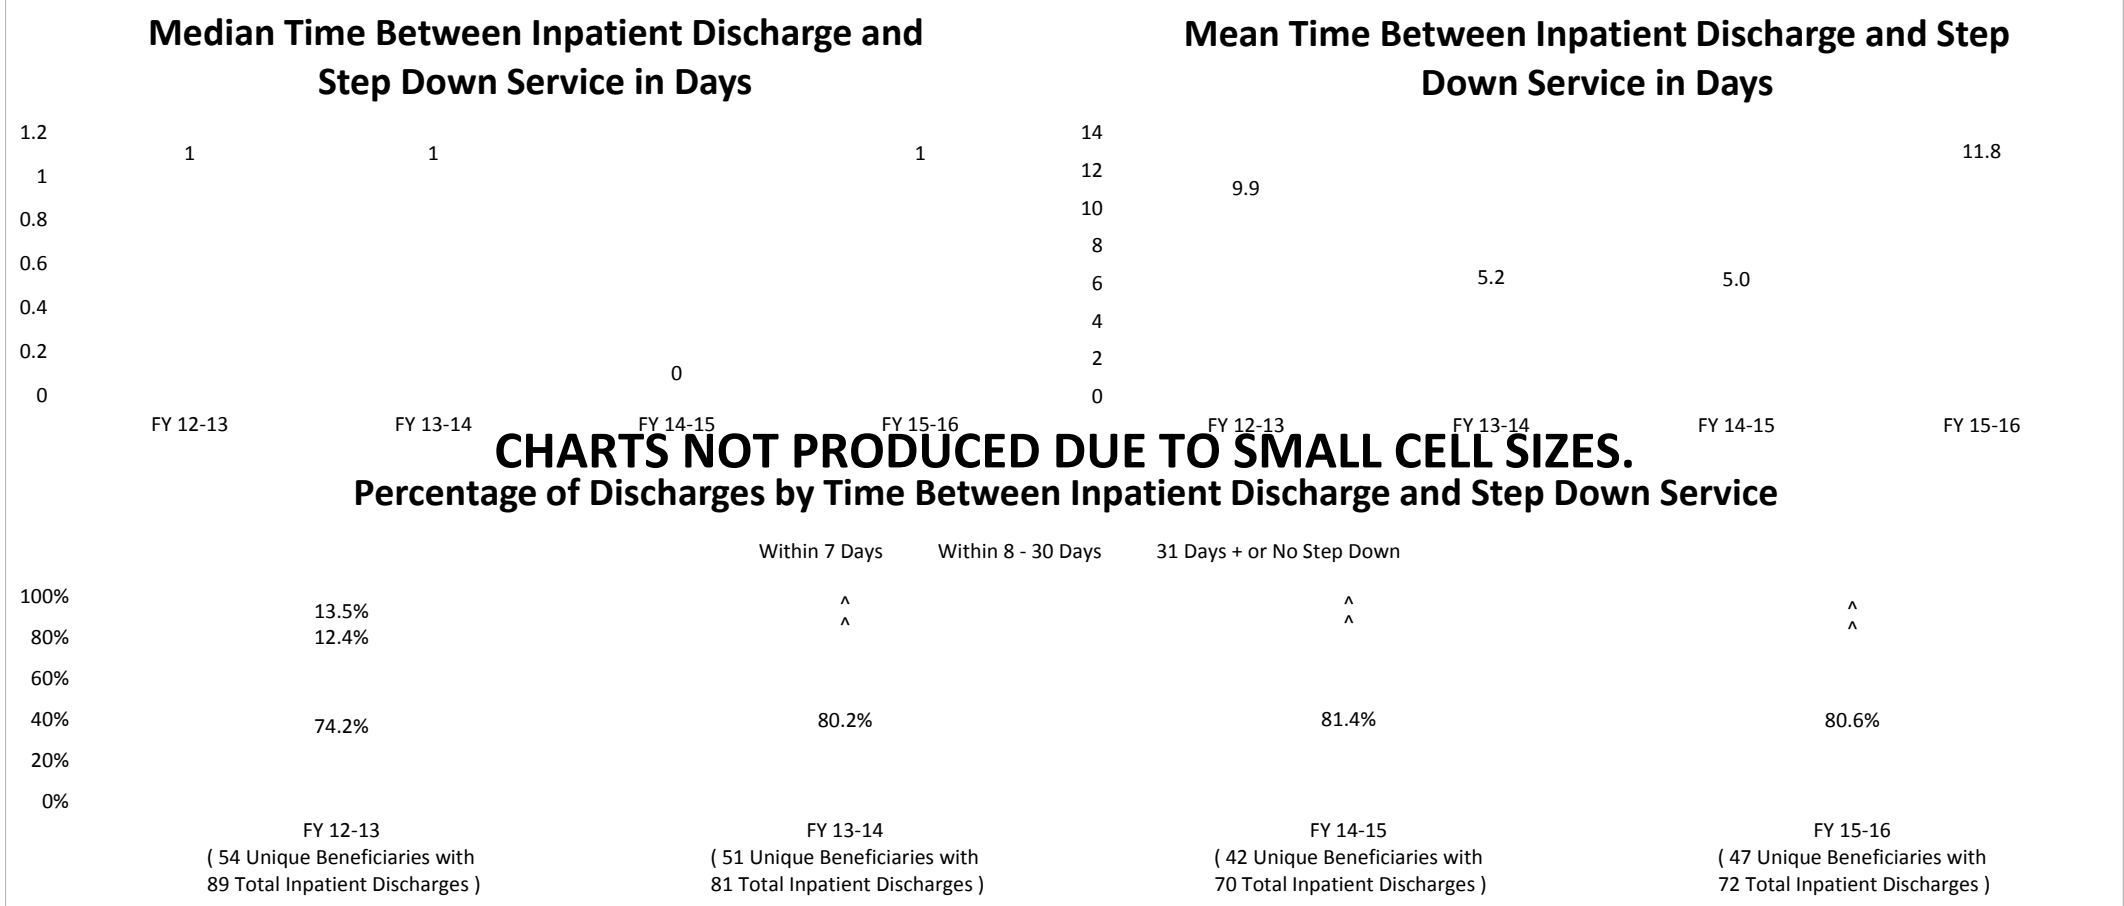 Median Time Between Inpatient Discharge and
Step Down Service in Days
1.2
1
0.8
0.6
0.4
0.2
0
1
1
0
1
FY 12-13
FY 13-14
FY 14-15
FY 15-16
Mean Time Between Inpatient Discharge and Step
Down Service in Days
14
12
10
8
6
4
2
0
9.9
5.2
5.0
11.8
FY 12-13
FY 13-14
FY 14-15
FY 15-16
CHARTS NOT PRODUCED DUE TO SMALL CELL SIZES.
Percentage of Discharges by Time Between Inpatient Discharge and Step Down Service
Within 7 Days
Within 8 - 30 Days
31 Days + or No Step Down
100%
80%
60%
40%
20%
0%
13.5%
12.4%
74.2%
^
^
80.2%
^
^
81.4%
^
^
80.6%
FY 12-13
( 54 Unique Beneficiaries with
89 Total Inpatient Discharges )
FY 13-14
( 51 Unique Beneficiaries with
81 Total Inpatient Discharges )
FY 14-15
( 42 Unique Beneficiaries with
70 Total Inpatient Discharges )
FY 15-16
( 47 Unique Beneficiaries with
72 Total Inpatient Discharges )